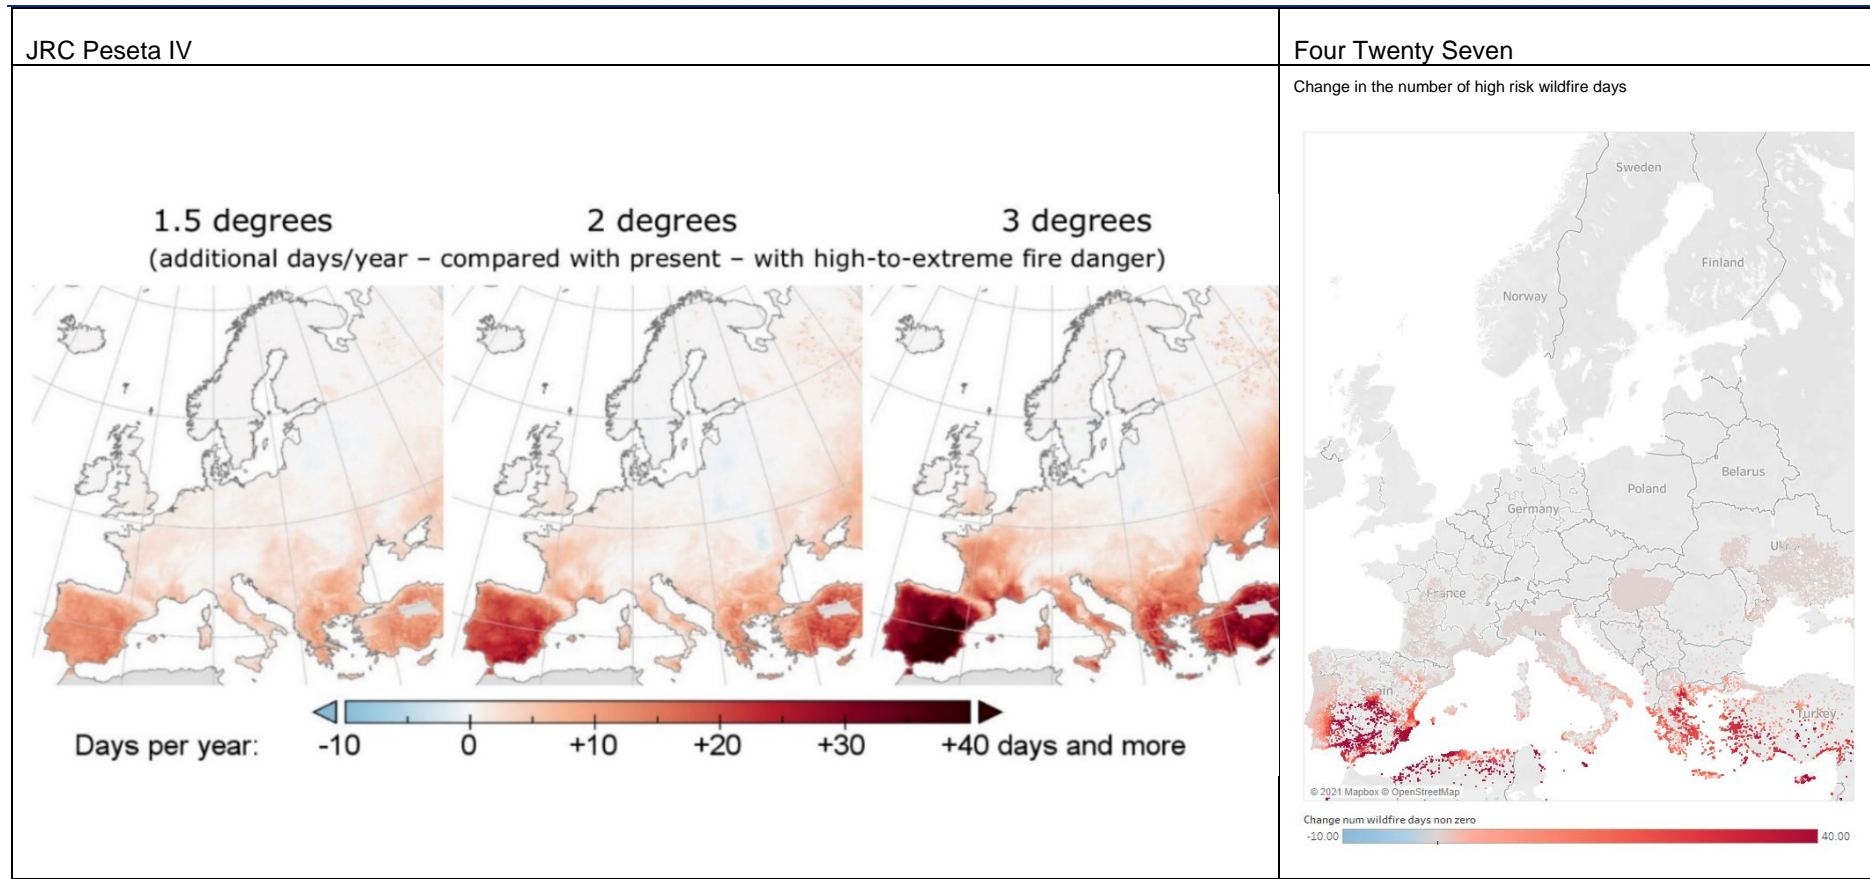 JRC Peseta IV
Four Twenty Seven
1.5 degrees
2 degrees
3 degrees
(additional days/year – compared with present – with high-to-extreme fire danger)
Days per year:
-10
0
+10
+20
+30
+40 days and more
Change in the number of high risk wildfire days
Sweden
Finland
Norway
Belarus
Poland
Germany
France
Spain
Turkey
© 2021 Mapbox © OpenStreetMap
Change num wildfire days non zero
-10.00
40.00